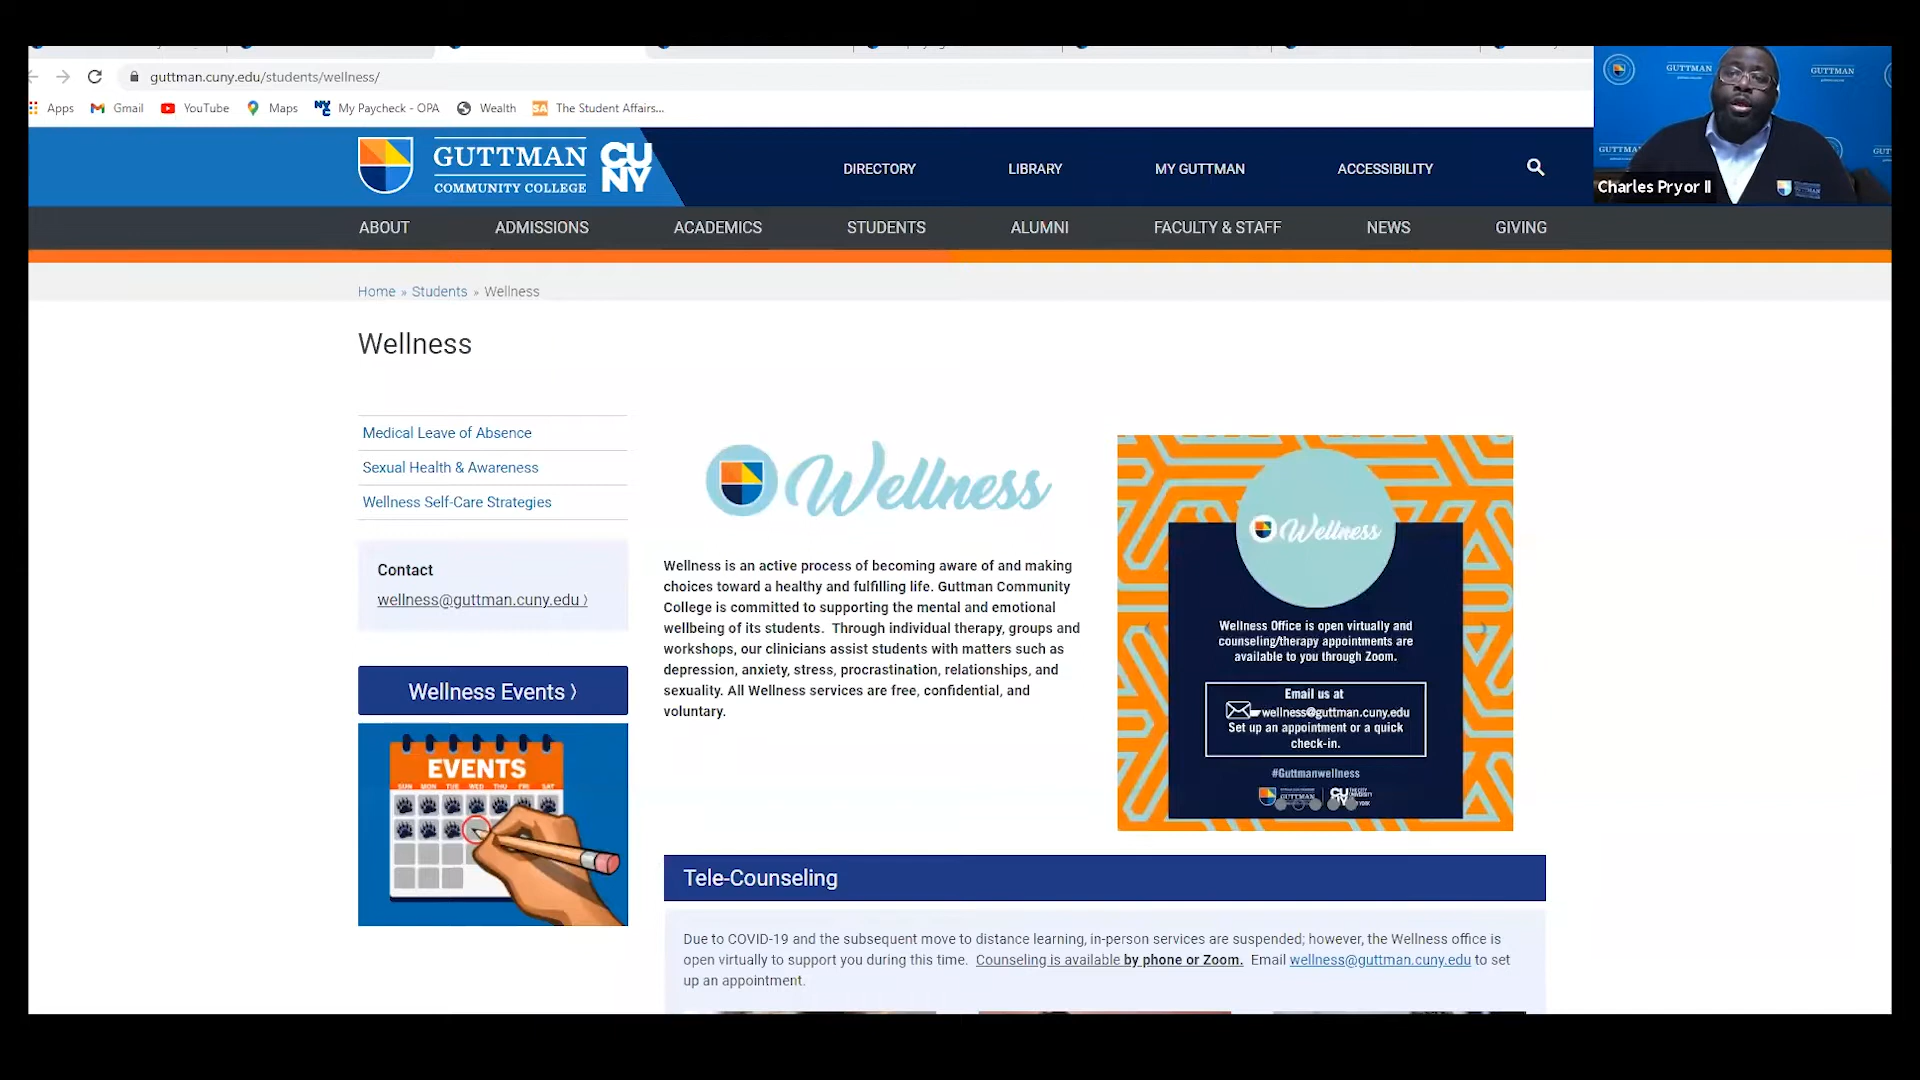 guttman.cuny.edu/students/wellness/
Apps Gmail YouTube Maps My Paycheck - OPA Wealth The Student Affairs...
GUTTMAN
COMMUNITY COLLEGE
CU
NY
DIRECTORY LIBRARY MY GUTTMAN ACCESSIBILITY
GUTTMAN GUTTMAN
Charles Pryor II
ABOUT ADMISSIONS ACADEMICS STUDENTS ALUMNI FACULTY & STAFF NEWS GIVING
Home » Students » Wellness
Wellness
Medical Leave of Absence
Sexual Health & Awareness
Wellness Self-Care Strategies
Contact
wellness@guttman.cuny.edu ⟩
Wellness Events ⟩
EVENTS
SUN MON TUE WED THU FRI SAT
Wellness
Wellness is an active process of becoming aware of and making
choices toward a healthy and fulfilling life. Guttman Community
College is committed to supporting the mental and emotional
wellbeing of its students. Through individual therapy, groups and
workshops, our clinicians assist students with matters such as
depression, anxiety, stress, procrastination, relationships, and
sexuality. All Wellness services are free, confidential, and
voluntary.
Wellness
Wellness Office is open virtually and
counseling/therapy appointments are
available to you through Zoom.
Email us at
wellness@guttman.cuny.edu
Set up an appointment or a quick
check-in.
#Guttmanwellness
GUTTMAN
Tele-Counseling
Due to COVID-19 and the subsequent move to distance learning, in-person services are suspended; however, the Wellness office is
open virtually to support you during this time. Counseling is available by phone or Zoom. Email wellness@guttman.cuny.edu to set
up an appointment.